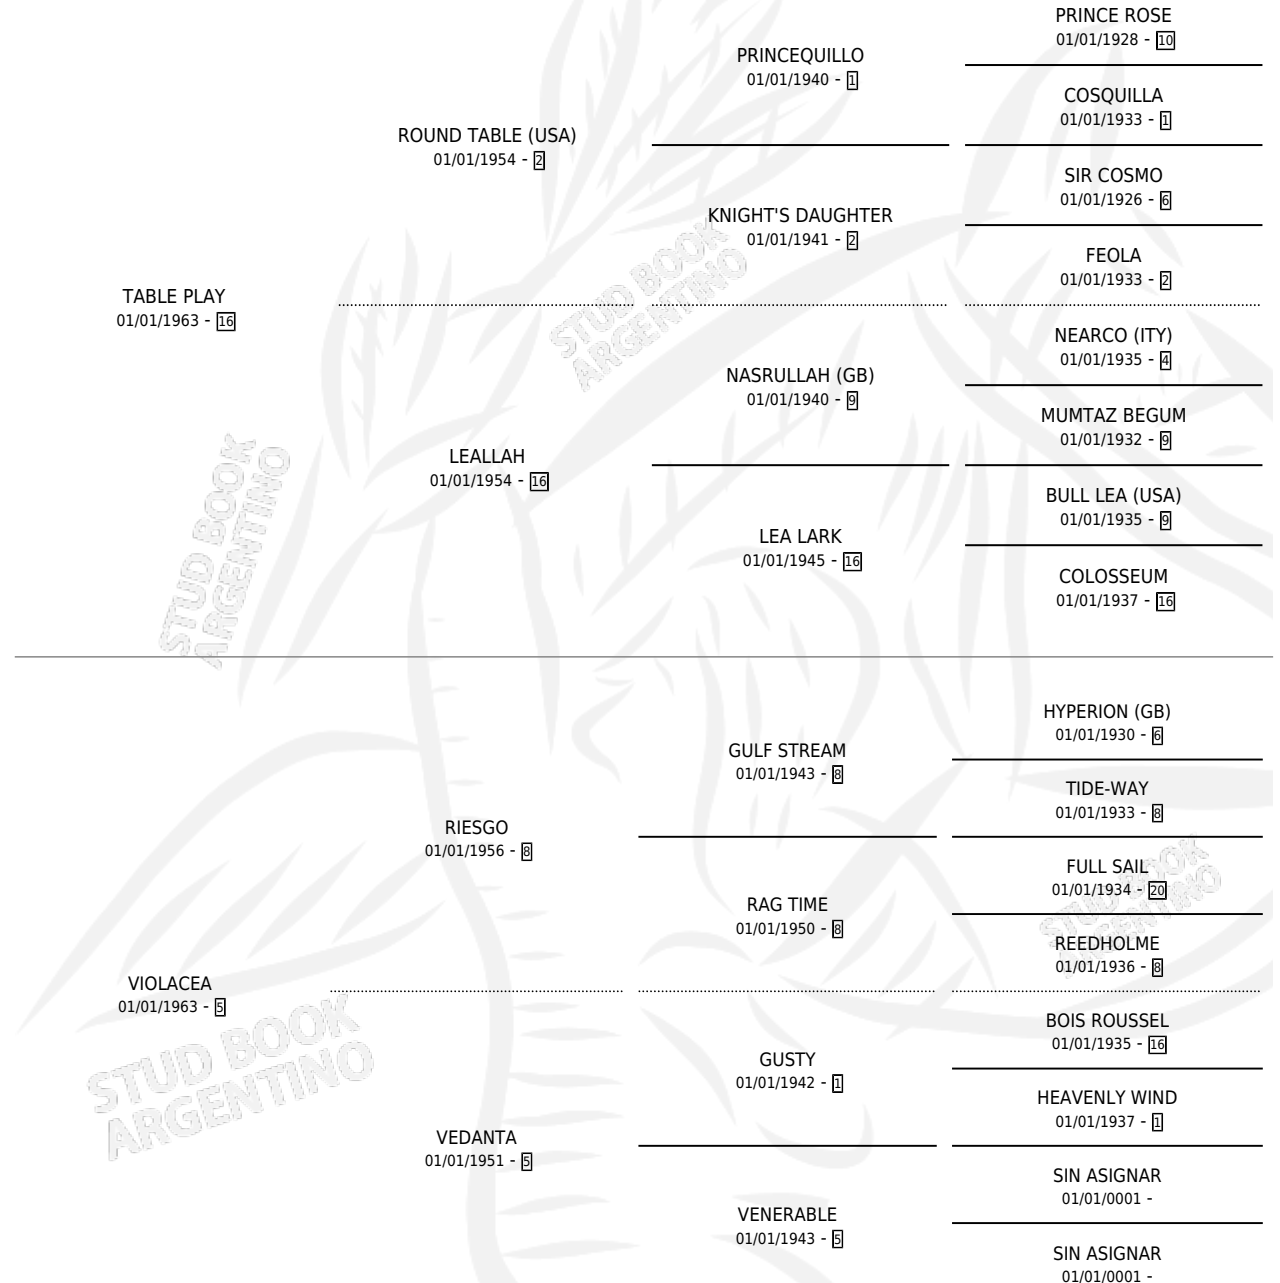 PRINCE ROSE
01/01/1928 - 10
PRINCEQUILLO
01/01/1940 - 1
COSQUILLA
01/01/1933 - 1
ROUND TABLE (USA)
01/01/1954 - 2
SIR COSMO
01/01/1926 - 6
KNIGHT'S DAUGHTER
01/01/1941 - 2
FEOLA
01/01/1933 - 2
TABLE PLAY
01/01/1963 - 16
NEARCO (ITY)
01/01/1935 - 4
NASRULLAH (GB)
01/01/1940 - 9
MUMTAZ BEGUM
01/01/1932 - 9
LEALLAH
01/01/1954 - 16
BULL LEA (USA)
01/01/1935 - 9
LEA LARK
01/01/1945 - 16
COLOSSEUM
01/01/1937 - 16
HYPERION (GB)
01/01/1930 - 6
GULF STREAM
01/01/1943 - 8
TIDE-WAY
01/01/1933 - 8
RIESGO
01/01/1956 - 8
FULL SAIL
01/01/1934 - 20
RAG TIME
01/01/1950 - 8
REEDHOLME
01/01/1936 - 8
VIOLACEA
01/01/1963 - 5
BOIS ROUSSEL
01/01/1935 - 16
GUSTY
01/01/1942 - 1
HEAVENLY WIND
01/01/1937 - 1
VEDANTA
01/01/1951 - 5
SIN ASIGNAR
01/01/0001 -
VENERABLE
01/01/1943 - 5
SIN ASIGNAR
01/01/0001 -
STUD BOOK
ARGENTINO
STUD BOOK
ARGENTINO
STUD BOOK
ARGENTINO
STUD BOOK
ARGENTINO